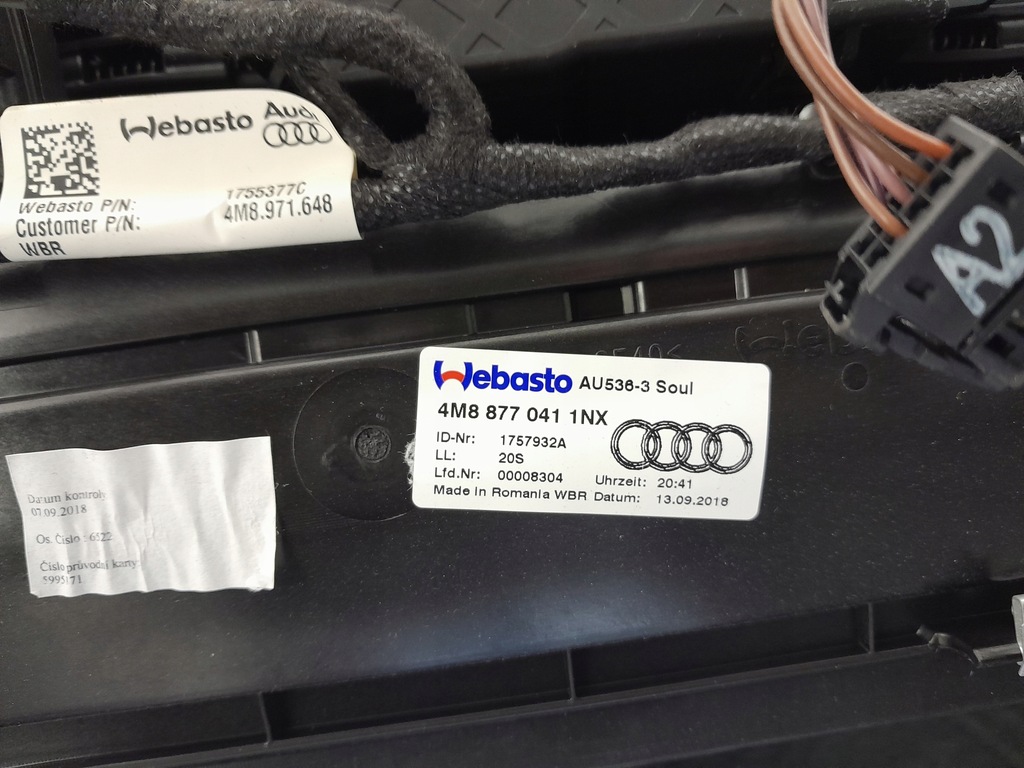 Webasto Audi
Webasto P/N: 1755377C
Customer P/N: 4M8.971.648
WBR
A2
Webasto AU536-3 Soul
4M8 877 041 1NX
ID-Nr: 1757932A
LL: 20S
Lfd.Nr: 00008304 Uhrzeit: 20:41
Made in Romania WBR Datum: 13.09.2018
Datum kontroly
07.09.2018
Os. Číslo : 6522
Číslo průvodní karty
5995171